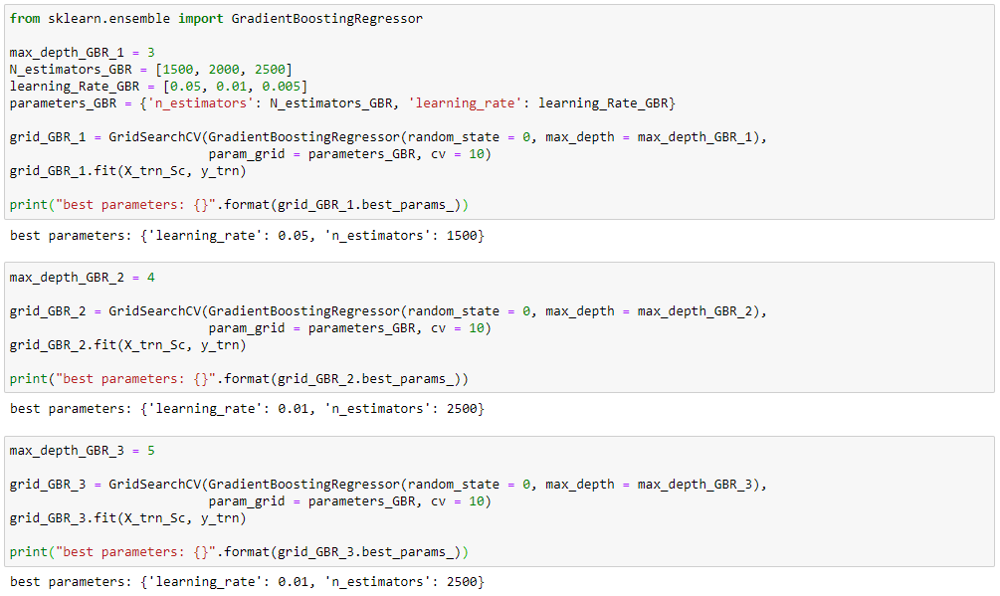 from sklearn.ensemble import GradientBoostingRegressor
max_depth_GBR_1 = 3
N_estimators_GBR = [1500, 2000, 2500]
learning_Rate_GBR = [0.05, 0.01, 0.005]
parameters_GBR = {'n_estimators': N_estimators_GBR, 'learning_rate': learning_Rate_GBR}
grid_GBR_1 = GridSearchCV(GradientBoostingRegressor(random_state = 0, max_depth = max_depth_GBR_1),
param_grid = parameters_GBR, cv = 10)
grid_GBR_1.fit(X_trn_Sc, y_trn)
print("best parameters: {}".format(grid_GBR_1.best_params_))
best parameters: {'learning_rate': 0.05, 'n_estimators': 1500}
max_depth_GBR_2 = 4
grid_GBR_2 = GridSearchCV(GradientBoostingRegressor(random_state = 0, max_depth = max_depth_GBR_2),
param_grid = parameters_GBR, cv = 10)
grid_GBR_2.fit(X_trn_Sc, y_trn)
print("best parameters: {}".format(grid_GBR_2.best_params_))
best parameters: {'learning_rate': 0.01, 'n_estimators': 2500}
max_depth_GBR_3 = 5
grid_GBR_3 = GridSearchCV(GradientBoostingRegressor(random_state = 0, max_depth = max_depth_GBR_3),
param_grid = parameters_GBR, cv = 10)
grid_GBR_3.fit(X_trn_Sc, y_trn)
print("best parameters: {}".format(grid_GBR_3.best_params_))
best parameters: {'learning_rate': 0.01, 'n_estimators': 2500}